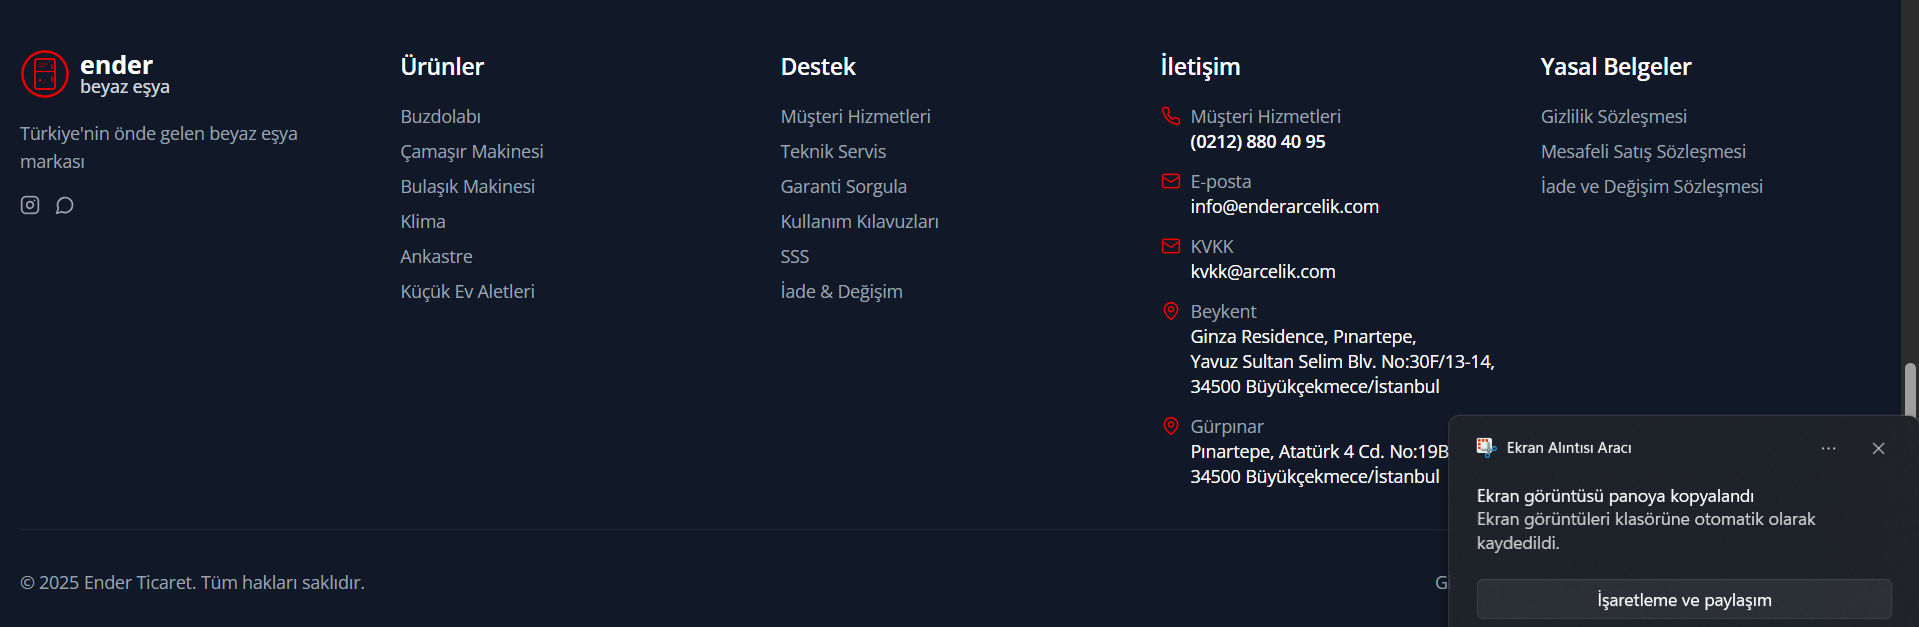 ender
beyaz eşya
Türkiye'nin önde gelen beyaz eşya
markası
Ürünler
Buzdolabı
Çamaşır Makinesi
Bulaşık Makinesi
Klima
Ankastre
Küçük Ev Aletleri
Destek
Müşteri Hizmetleri
Teknik Servis
Garanti Sorgula
Kullanım Kılavuzları
SSS
İade & Değişim
İletişim
Müşteri Hizmetleri
(0212) 880 40 95
E-posta
info@enderarcelik.com
KVKK
kvkk@arcelik.com
Beykent
Ginza Residence, Pınartepe,
Yavuz Sultan Selim Blv. No:30F/13-14,
34500 Büyükçekmece/İstanbul
Gürpınar
Pınartepe, Atatürk 4 Cd. No:19B
34500 Büyükçekmece/İstanbul
Yasal Belgeler
Gizlilik Sözleşmesi
Mesafeli Satış Sözleşmesi
İade ve Değişim Sözleşmesi
© 2025 Ender Ticaret. Tüm hakları saklıdır.
Ekran Alıntısı Aracı
Ekran görüntüsü panoya kopyalandı
Ekran görüntüleri klasörüne otomatik olarak
kaydedildi.
İşaretleme ve paylaşım